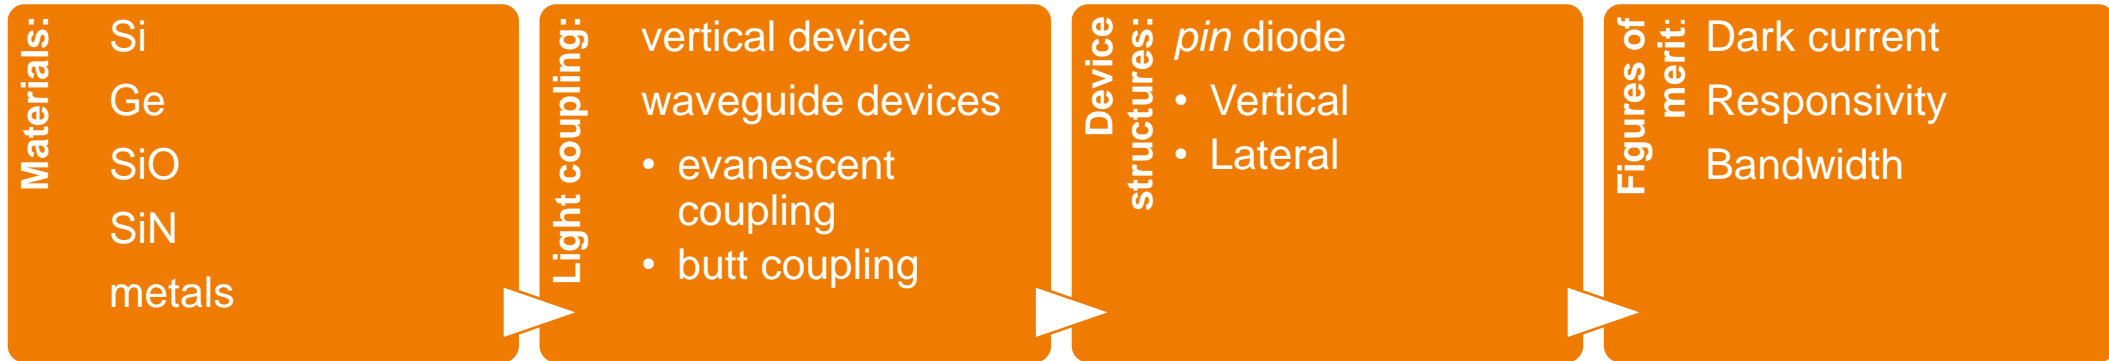 Materials:
Si
Ge
SiO
SiN
metals
Light coupling:
vertical device
waveguide devices
• evanescent
coupling
• butt coupling
Device
structures:
pin diode
• Vertical
• Lateral
Figures of
merit:
Dark current
Responsivity
Bandwidth